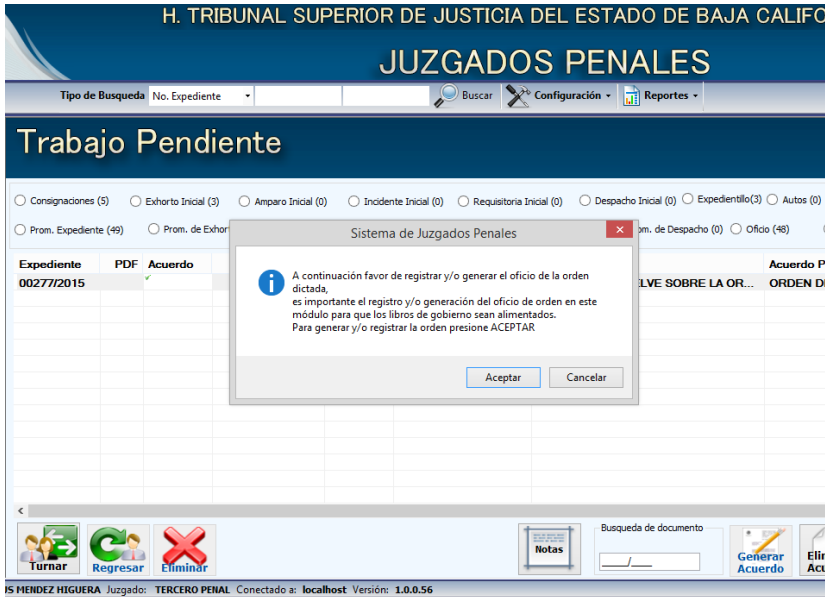 H. TRIBUNAL SUPERIOR DE JUSTICIA DEL ESTADO DE BAJA CALIFO
JUZGADOS PENALES
Tipo de Busqueda No. Expediente Buscar Configuración Reportes
Trabajo Pendiente
Consignaciones (5) Exhorto Inicial (3) Amparo Inicial (0) Incidente Inicial (0) Requisitoria Inicial (0) Despacho Inicial (0) Expedientillo(3) Autos (0)
Prom. Expediente (49) Prom. de Exhor om. de Despacho (0) Oficio (48)
Sistema de Juzgados Penales
Expediente PDF Acuerdo Acuerdo P
00277/2015 ELVE SOBRE LA OR... ORDEN DE
A continuación favor de registrar y/o generar el oficio de la orden
dictada,
es importante el registro y/o generación del oficio de orden en este
módulo para que los libros de gobierno sean alimentados.
Para generar y/o registrar la orden presione ACEPTAR
Aceptar Cancelar
Turnar Regresar Eliminar Notas Busqueda de documento
__/__ Generar
Acuerdo Elim
Acu
US MENDEZ HIGUERA Juzgado: TERCERO PENAL Conectado a: localhost Versión: 1.0.0.56